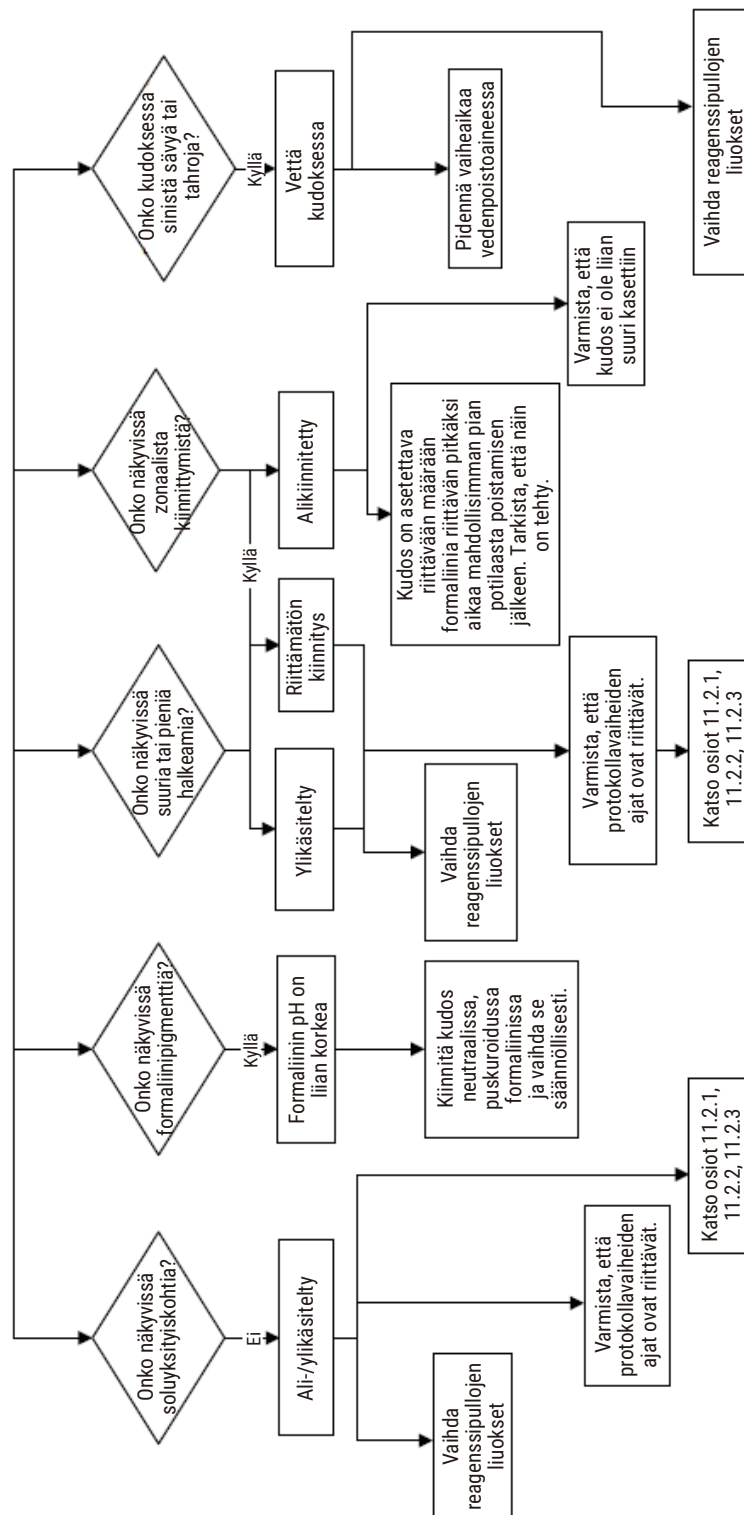 Onko näkyvissä
soluyksityiskohtia?
Ei
Ali-/ylikäsitelty
Vaihda
reagenssipullojen
liuokset
Varmista, että
protokollavaiheiden
ajat ovat riittävät.
Katso osiot 11.2.1,
11.2.2, 11.2.3
Onko näkyvissä
formaliinipigmenttiä?
Kyllä
Formaliinin pH on
liian korkea
Kiinnitä kudos
neutraalissa,
puskuroidussa
formaliinissa
ja vaihda se
säännöllisesti.
Onko näkyvissä
suuria tai pieniä
halkeamia?
Onko näkyvissä
zonaalista
kiinnittymistä?
Kyllä
Ylikäsitelty
Riittämätön
kiinnitys
Alikiinnitetty
Vaihda
reagenssipullojen
liuokset
Varmista, että
protokollavaiheiden
ajat ovat riittävät.
Katso osiot 11.2.1,
11.2.2, 11.2.3
Kudos on asetettava
riittävään määrään
formaliinia riittävän pitkäksi
aikaa mahdollisimman pian
potilaasta poistamisen
jälkeen. Tarkista, että näin
on tehty.
Varmista, että
kudos ei ole liian
suuri kasettiin
Onko kudoksessa
sinistä sävyä tai
tahroja?
Kyllä
Vettä
kudoksessa
Pidennä vaiheaikaa
vedenpoistoaineessa
Vaihda reagenssipullojen
liuokset